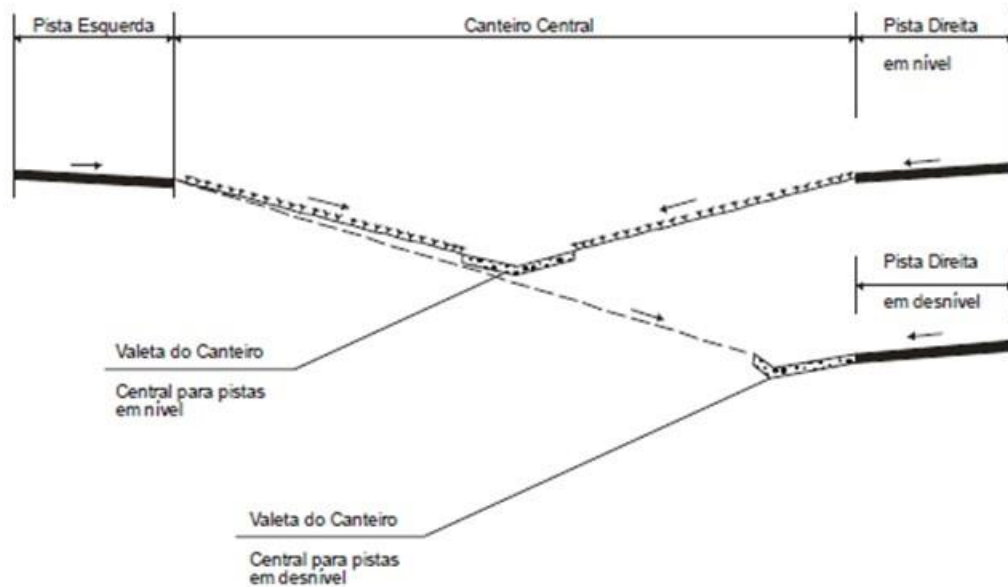 Pista Esquerda
Canteiro Central
Pista Direita
em nível
Pista Direita
em desnível
Valeta do Canteiro
Central para pistas
em nível
Valeta do Canteiro
Central para pistas
em desnível